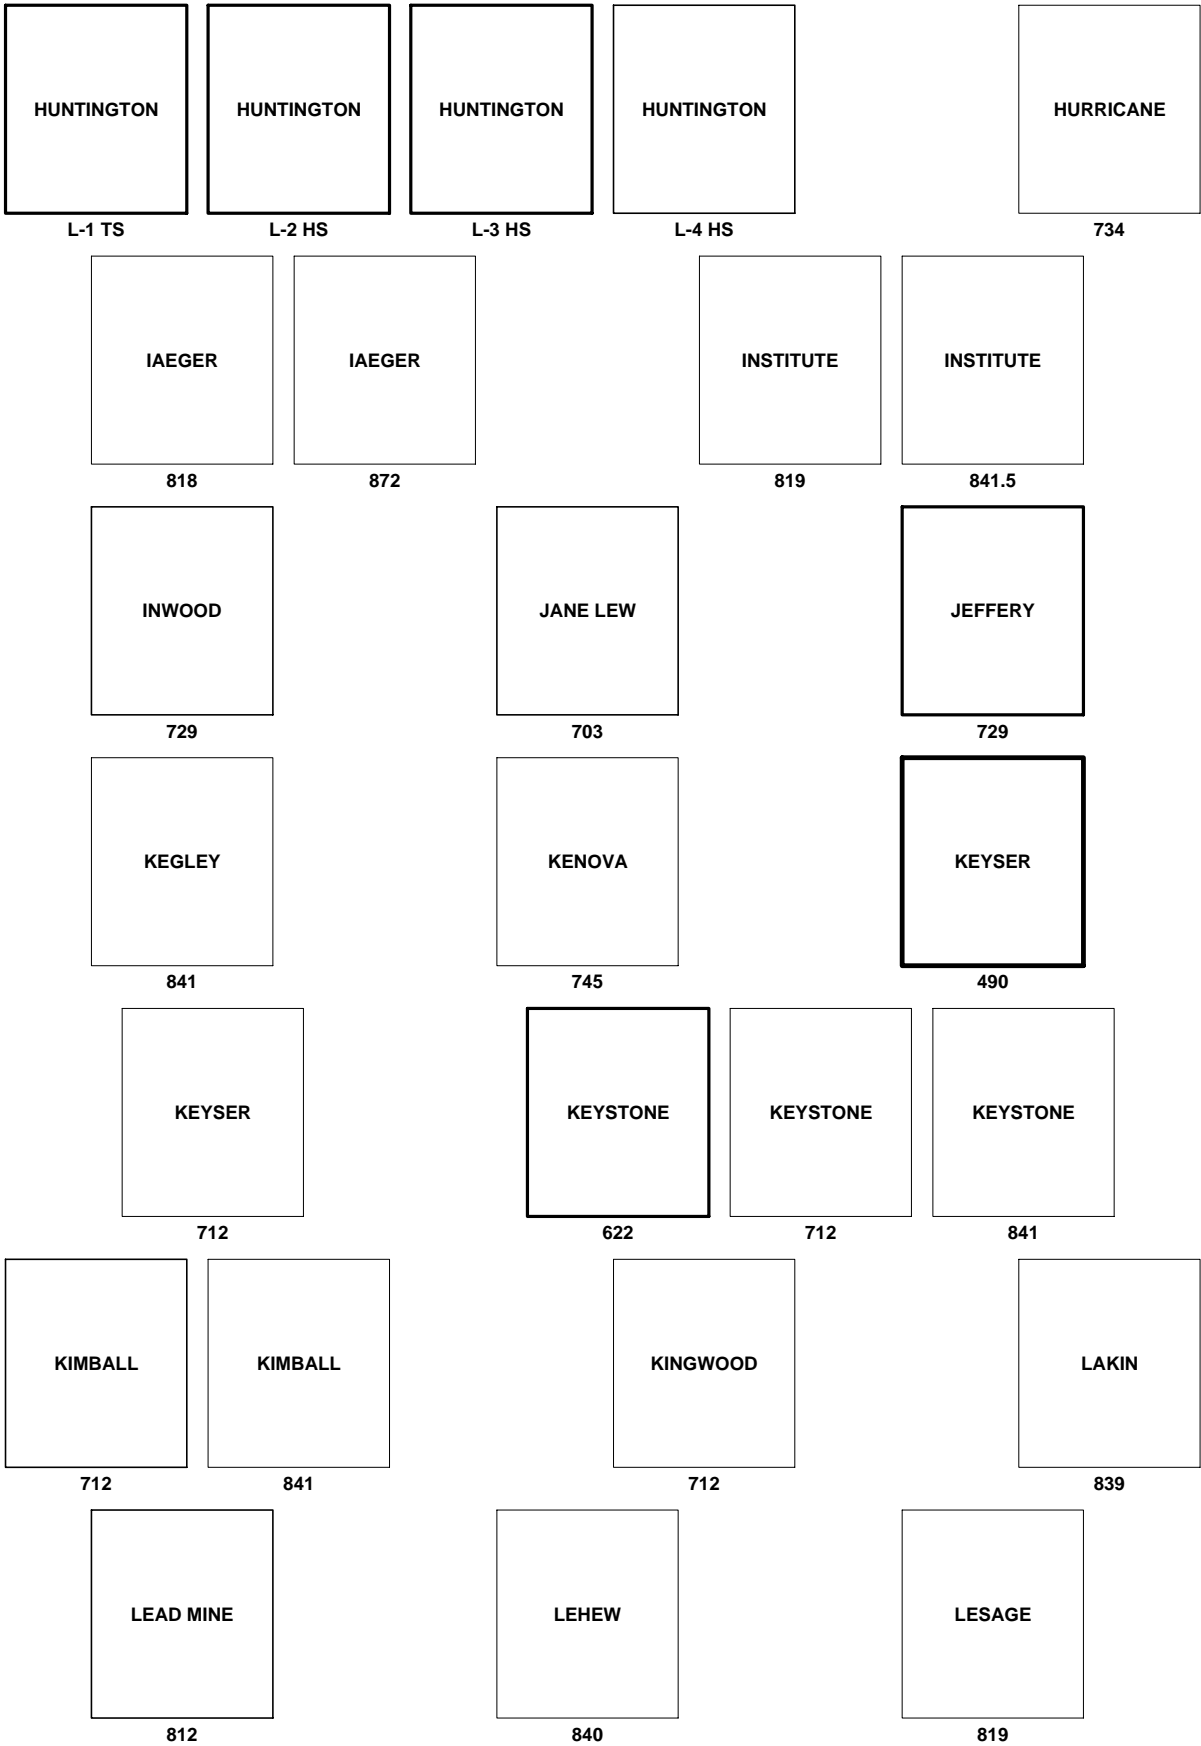 HUNTINGTON HUNTINGTON HUNTINGTON HUNTINGTON HURRICANE
L-1 TS L-2 HS L-3 HS L-4 HS 734
IAEGER IAEGER INSTITUTE INSTITUTE
818 872 819 841.5
INWOOD JANE LEW JEFFERY
729 703 729
KEGLEY KENOVA KEYSER
841 745 490
KEYSER KEYSTONE KEYSTONE KEYSTONE
712 622 712 841
KIMBALL KIMBALL KINGWOOD LAKIN
712 841 712 839
LEAD MINE LEHEW LESAGE
812 840 819